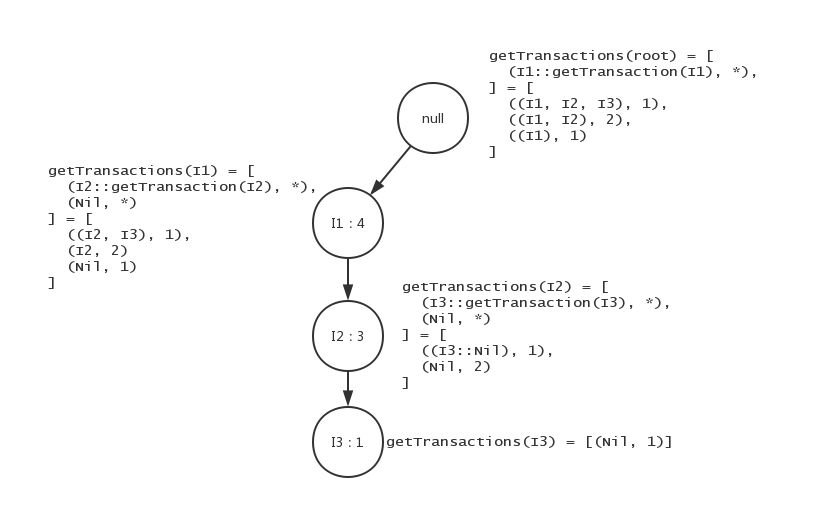 getTransactions(root) = [
(I1::getTransaction(I1), *),
] = [
((I1, I2, I3), 1),
((I1, I2), 2),
((I1), 1)
]
null
getTransactions(I1) = [
(I2::getTransaction(I2), *),
(Nil, *)
] = [
((I2, I3), 1),
(I2, 2)
(Nil, 1)
]
I1 : 4
getTransactions(I2) = [
(I3::getTransaction(I3), *),
(Nil, *)
] = [
((I3::Nil), 1),
(Nil, 2)
]
I2 : 3
I3 : 1
getTransactions(I3) = [(Nil, 1)]